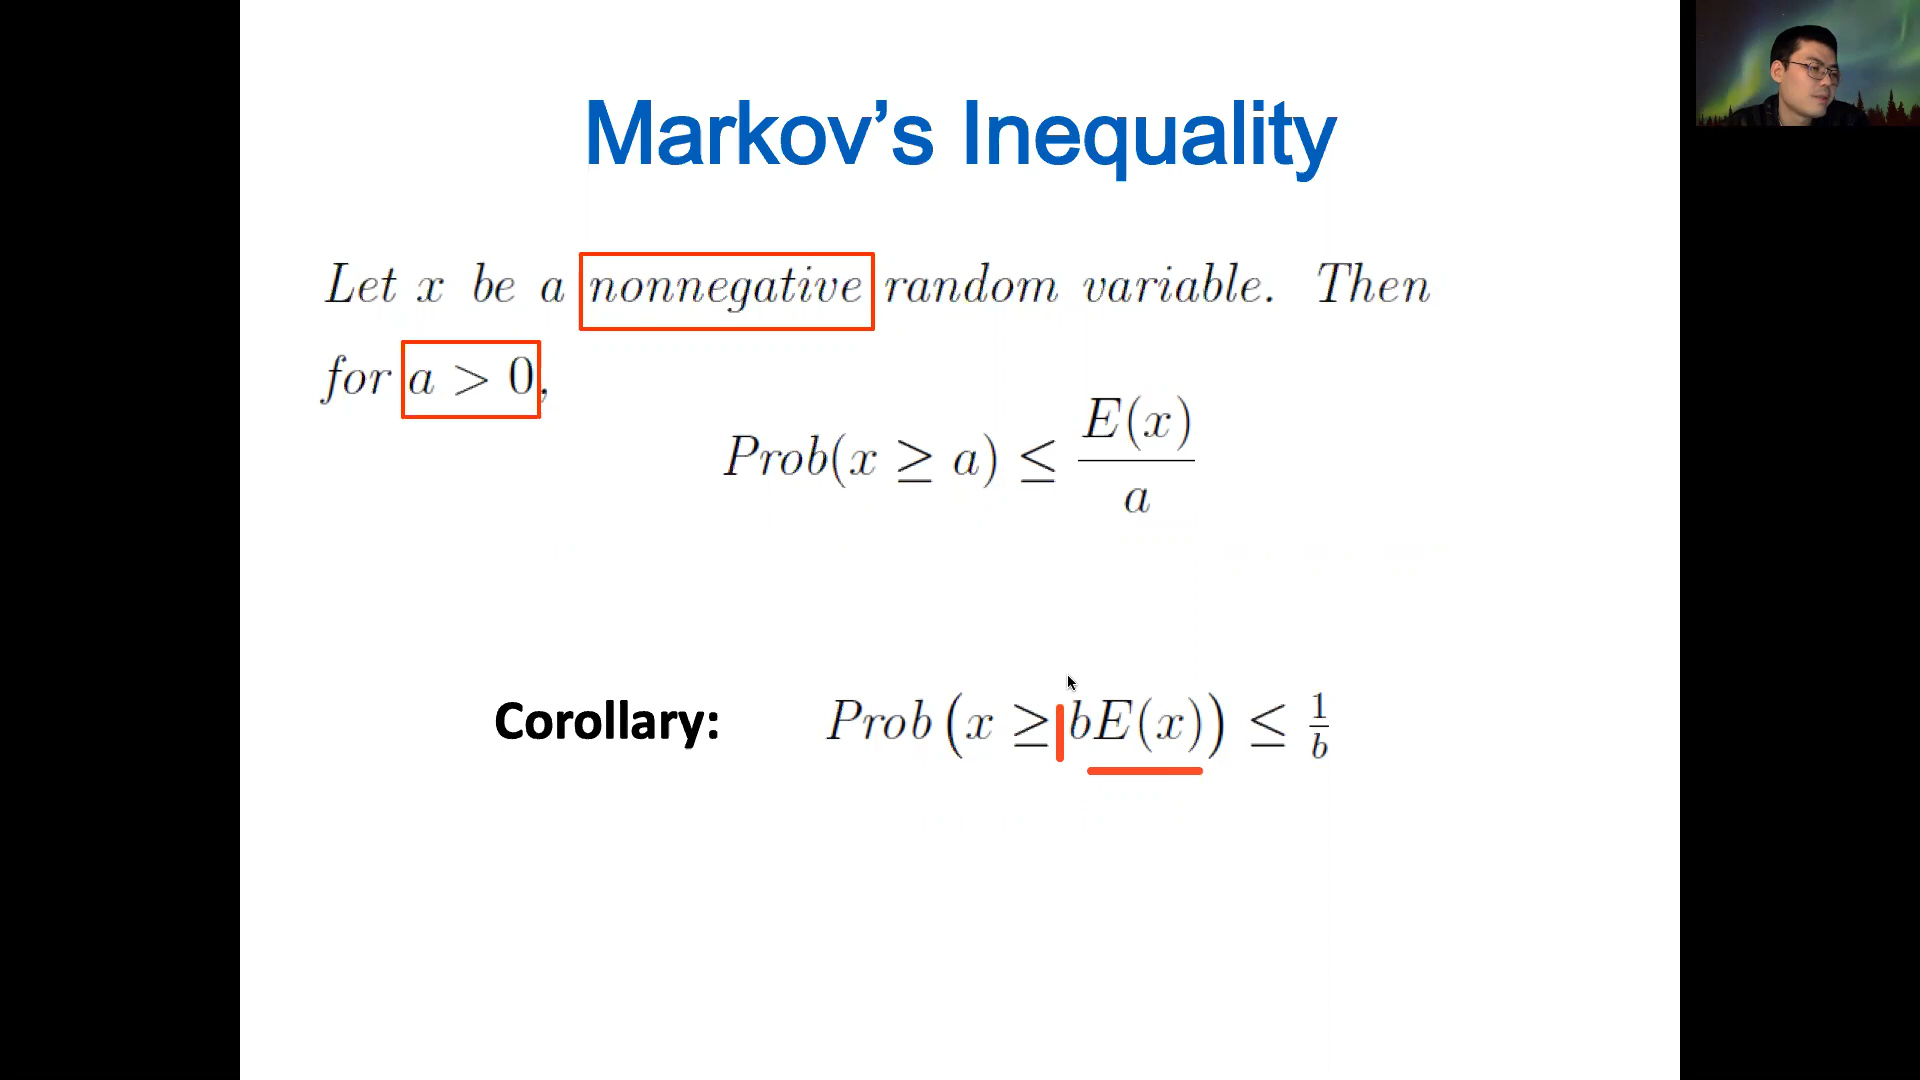 Markov’s Inequality
Let x be a nonnegative random variable. Then
for a > 0,
Prob(x ≥ a) ≤ E(x)/a
Corollary: Prob(x ≥ bE(x)) ≤ 1/b